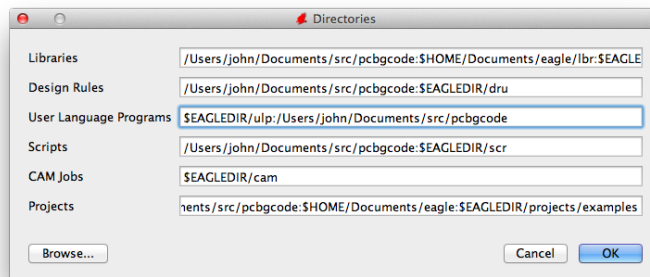 Directories
Libraries /Users/john/Documents/src/pcbgcode:$HOME/Documents/eagle/lbr:$EAGLE
Design Rules /Users/john/Documents/src/pcbgcode:$EAGLEDIR/dru
User Language Programs $EAGLEDIR/ulp:/Users/john/Documents/src/pcbgcode
Scripts /Users/john/Documents/src/pcbgcode:$EAGLEDIR/scr
CAM Jobs $EAGLEDIR/cam
Projects ments/src/pcbgcode:$HOME/Documents/eagle:$EAGLEDIR/projects/examples
Browse... Cancel OK